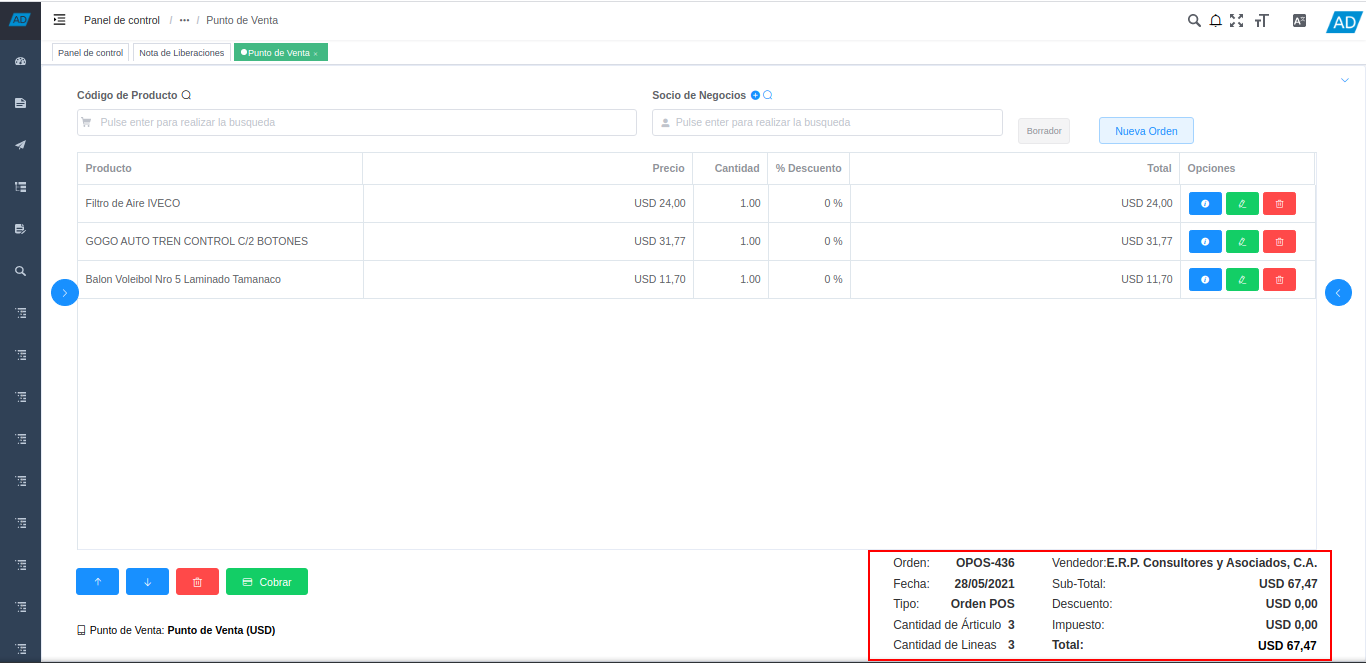 AD
Panel de control / ••• / Punto de Venta
AD
Panel de control
Nota de Liberaciones
Punto de Venta ×
Código de Producto
Socio de Negocios
Pulse enter para realizar la busqueda
Pulse enter para realizar la busqueda
Borrador
Nueva Orden
Producto Precio Cantidad % Descuento Total Opciones
Filtro de Aire IVECO USD 24,00 1.00 0 % USD 24,00
GOGO AUTO TREN CONTROL C/2 BOTONES USD 31,77 1.00 0 % USD 31,77
Balon Voleibol Nro 5 Laminado Tamanaco USD 11,70 1.00 0 % USD 11,70
Cobrar
Punto de Venta: Punto de Venta (USD)
Orden: OPOS-436 Vendedor:E.R.P. Consultores y Asociados, C.A.
Fecha: 28/05/2021 Sub-Total: USD 67,47
Tipo: Orden POS Descuento: USD 0,00
Cantidad de Árticulo 3 Impuesto: USD 0,00
Cantidad de Lineas 3 Total: USD 67,47